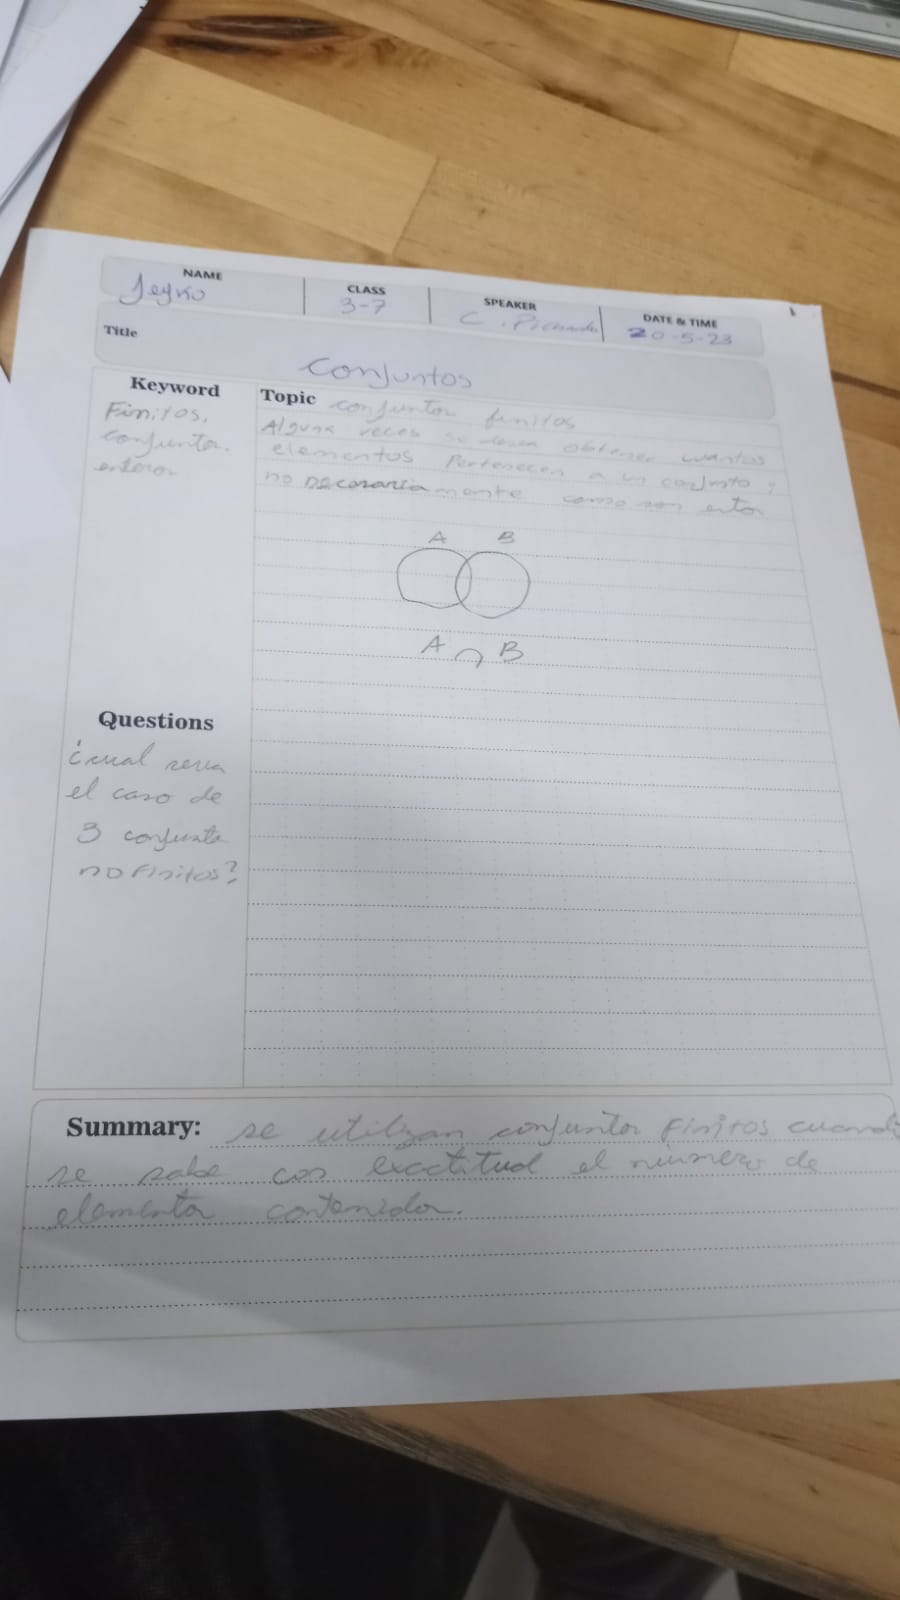 NAME CLASS SPEAKER DATE & TIME
Jeyko 3-7 C. 20-5-23
Title
Conjuntos
Keyword
Finitos,
conjuntos.
enteros
Topic conjuntos finitos
Algunas veces se desea obtener cuantos
elementos Pertenecen a un conjunto y
no necesariamente como son estos
A B
A ∩ B
Questions
¿cual seria
el caso de
3 conjuntos
no finitos?
Summary: se utilizan conjuntos Finitos cuando
se sabe con exactitud el numero de
elementos contenidos.